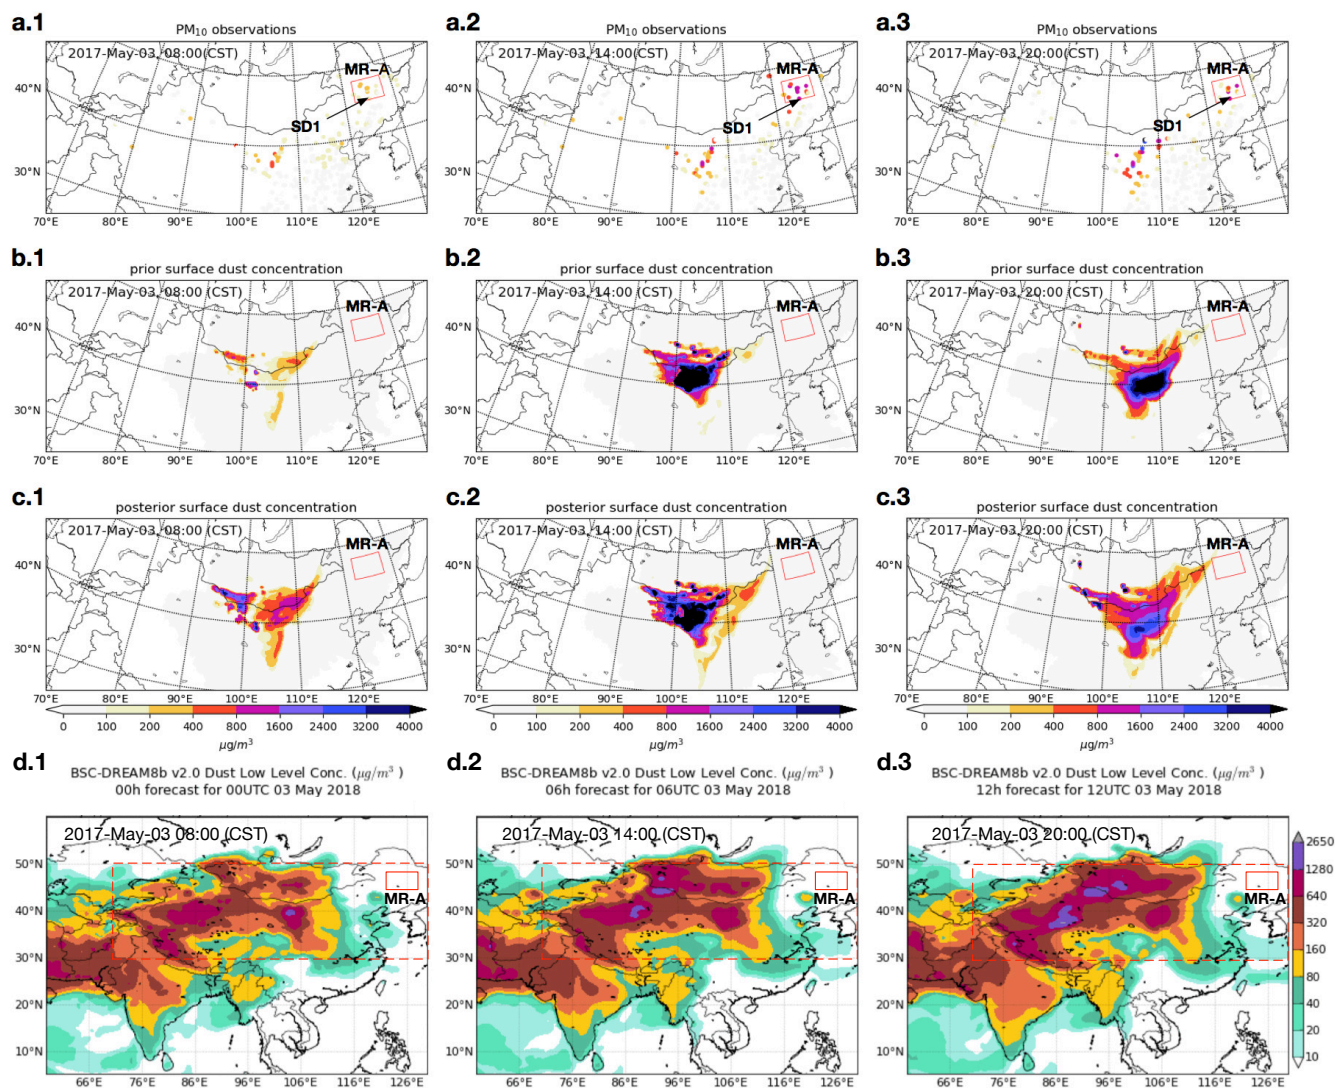 a.1
a.2
a.3
PM10 observations
PM10 observations
PM10 observations
2017-May-03, 08:00(CST)
2017-May-03, 14:00(CST)
2017-May-03, 20:00(CST)
MR-A
MR-A
MR-A
SD1
SD1
SD1
40°N
40°N
40°N
30°N
30°N
30°N
70°E 80°E 90°E 100°E 110°E 120°E
70°E 80°E 90°E 100°E 110°E 120°E
70°E 80°E 90°E 100°E 110°E 120°E
b.1
b.2
b.3
prior surface dust concentration
prior surface dust concentration
prior surface dust concentration
2017-May-03, 08:00 (CST)
2017-May-03, 14:00 (CST)
2017-May-03, 20:00 (CST)
MR-A
MR-A
MR-A
40°N
40°N
40°N
30°N
30°N
30°N
70°E 80°E 90°E 100°E 110°E 120°E
70°E 80°E 90°E 100°E 110°E 120°E
70°E 80°E 90°E 100°E 110°E 120°E
c.1
c.2
c.3
posterior surface dust concentration
posterior surface dust concentration
posterior surface dust concentration
2017-May-03, 08:00 (CST)
2017-May-03, 14:00 (CST)
2017-May-03, 20:00 (CST)
MR-A
MR-A
MR-A
40°N
40°N
40°N
30°N
30°N
30°N
70°E 80°E 90°E 100°E 110°E 120°E
70°E 80°E 90°E 100°E 110°E 120°E
70°E 80°E 90°E 100°E 110°E 120°E
0 100 200 400 800 1600 2400 3200 4000
0 100 200 400 800 1600 2400 3200 4000
0 100 200 400 800 1600 2400 3200 4000
μg/m³
μg/m³
μg/m³
d.1
d.2
d.3
BSC-DREAM8b v2.0 Dust Low Level Conc. (μg/m³ )
00h forecast for 00UTC 03 May 2018
BSC-DREAM8b v2.0 Dust Low Level Conc. (μg/m³ )
06h forecast for 06UTC 03 May 2018
BSC-DREAM8b v2.0 Dust Low Level Conc. (μg/m³ )
12h forecast for 12UTC 03 May 2018
2017-May-03 08:00 (CST)
2017-May-03 14:00 (CST)
2017-May-03 20:00 (CST)
MR-A
MR-A
MR-A
50°N
40°N
30°N
20°N
10°N
50°N
40°N
30°N
20°N
10°N
50°N
40°N
30°N
20°N
10°N
66°E 76°E 86°E 96°E 106°E 116°E 126°E
66°E 76°E 86°E 96°E 106°E 116°E 126°E
66°E 76°E 86°E 96°E 106°E 116°E 126°E
2650
1280
640
320
160
80
40
20
10